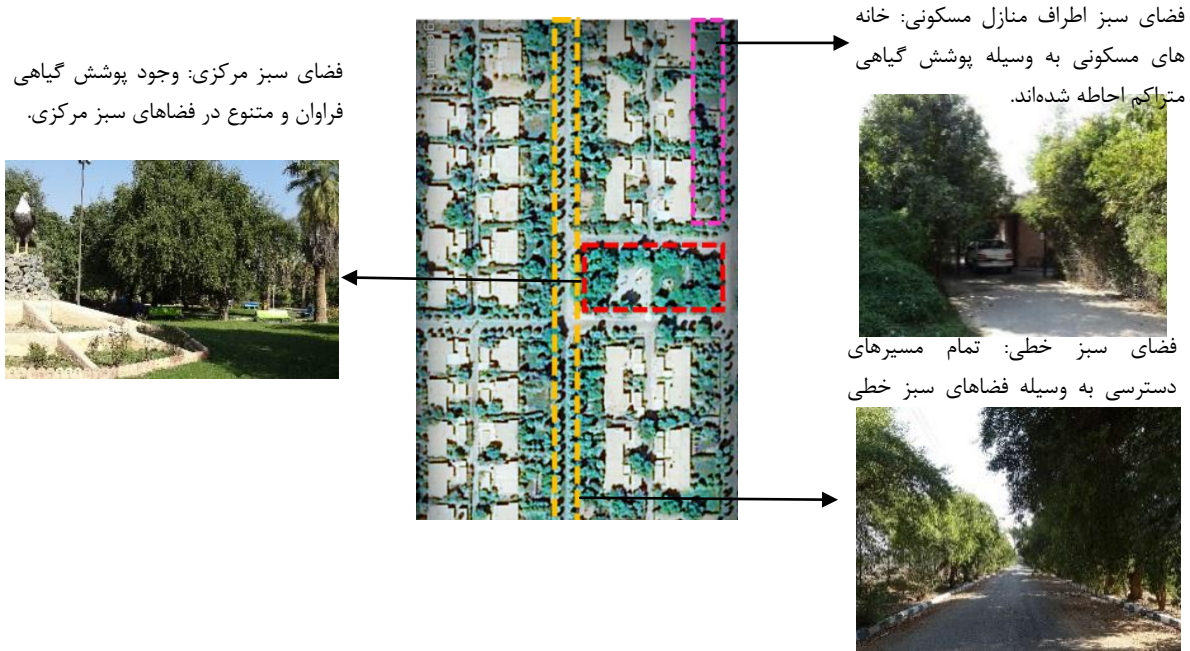 فضای سبز اطراف منازل مسکونی: خانه
های مسکونی به وسیله پوشش گیاهی
متراکم احاطه شده‌اند.
فضای سبز مرکزی: وجود پوشش گیاهی
فراوان و متنوع در فضاهای سبز مرکزی.
فضای سبز خطی: تمام مسیرهای
دسترسی به وسیله فضاهای سبز خطی